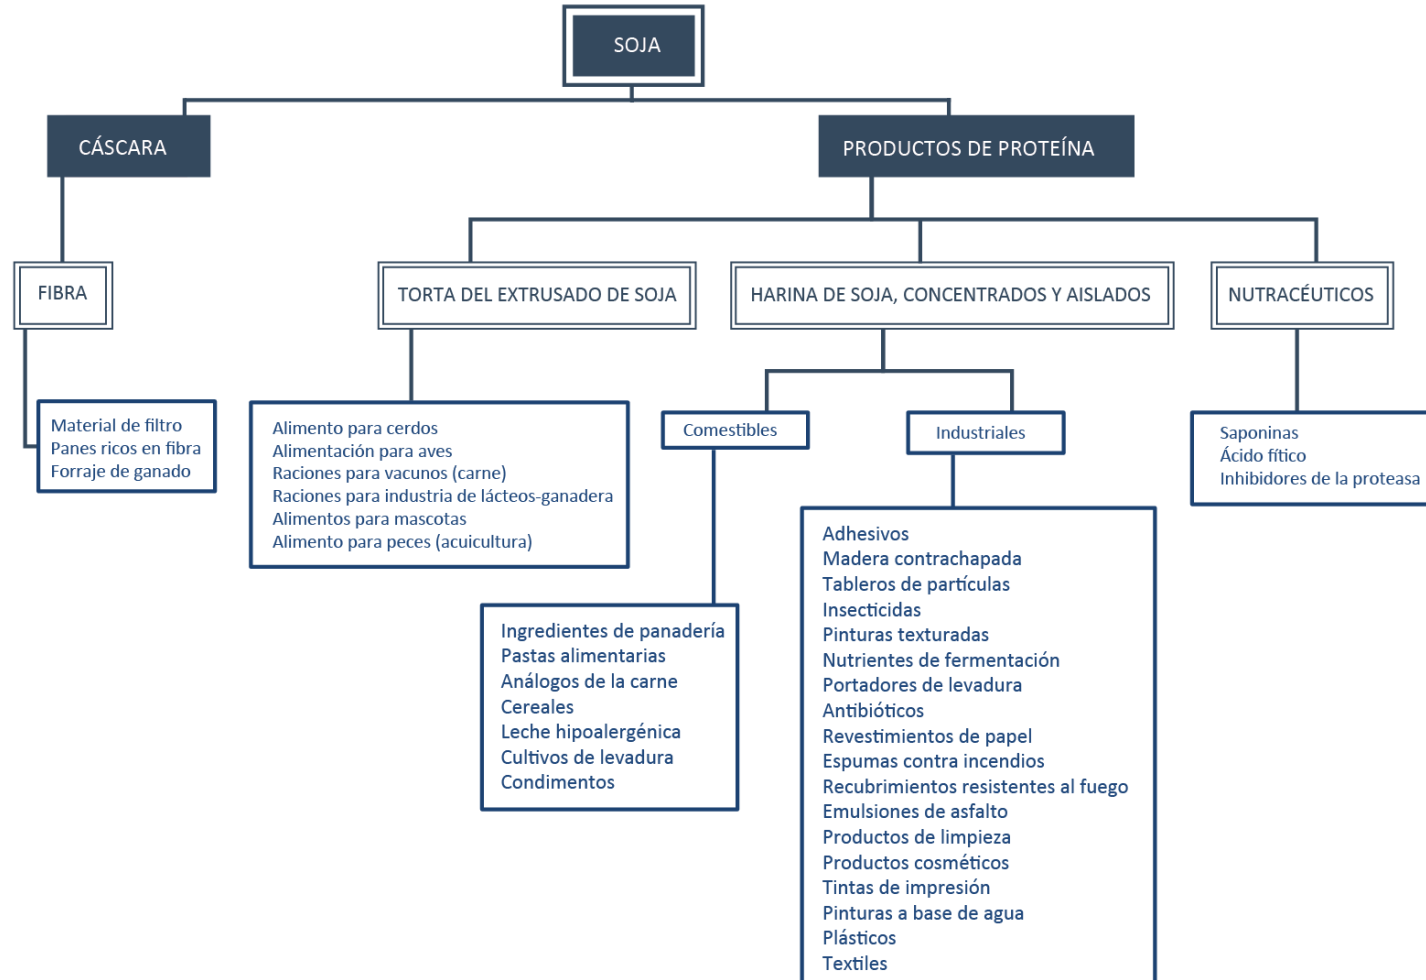 SOJA
CÁSCARA
PRODUCTOS DE PROTEÍNA
FIBRA
TORTA DEL EXTRUSADO DE SOJA
HARINA DE SOJA, CONCENTRADOS Y AISLADOS
NUTRACÉUTICOS
Material de filtro
Panes ricos en fibra
Forraje de ganado
Alimento para cerdos
Alimentación para aves
Raciones para vacunos (carne)
Raciones para industria de lácteos-ganadera
Alimentos para mascotas
Alimento para peces (acuicultura)
Comestibles
Industriales
Saponinas
Ácido fítico
Inhibidores de la proteasa
Ingredientes de panadería
Pastas alimentarias
Análogos de la carne
Cereales
Leche hipoalergénica
Cultivos de levadura
Condimentos
Adhesivos
Madera contrachapada
Tableros de partículas
Insecticidas
Pinturas texturadas
Nutrientes de fermentación
Portadores de levadura
Antibióticos
Revestimientos de papel
Espumas contra incendios
Recubrimientos resistentes al fuego
Emulsiones de asfalto
Productos de limpieza
Productos cosméticos
Tintas de impresión
Pinturas a base de agua
Plásticos
Textiles